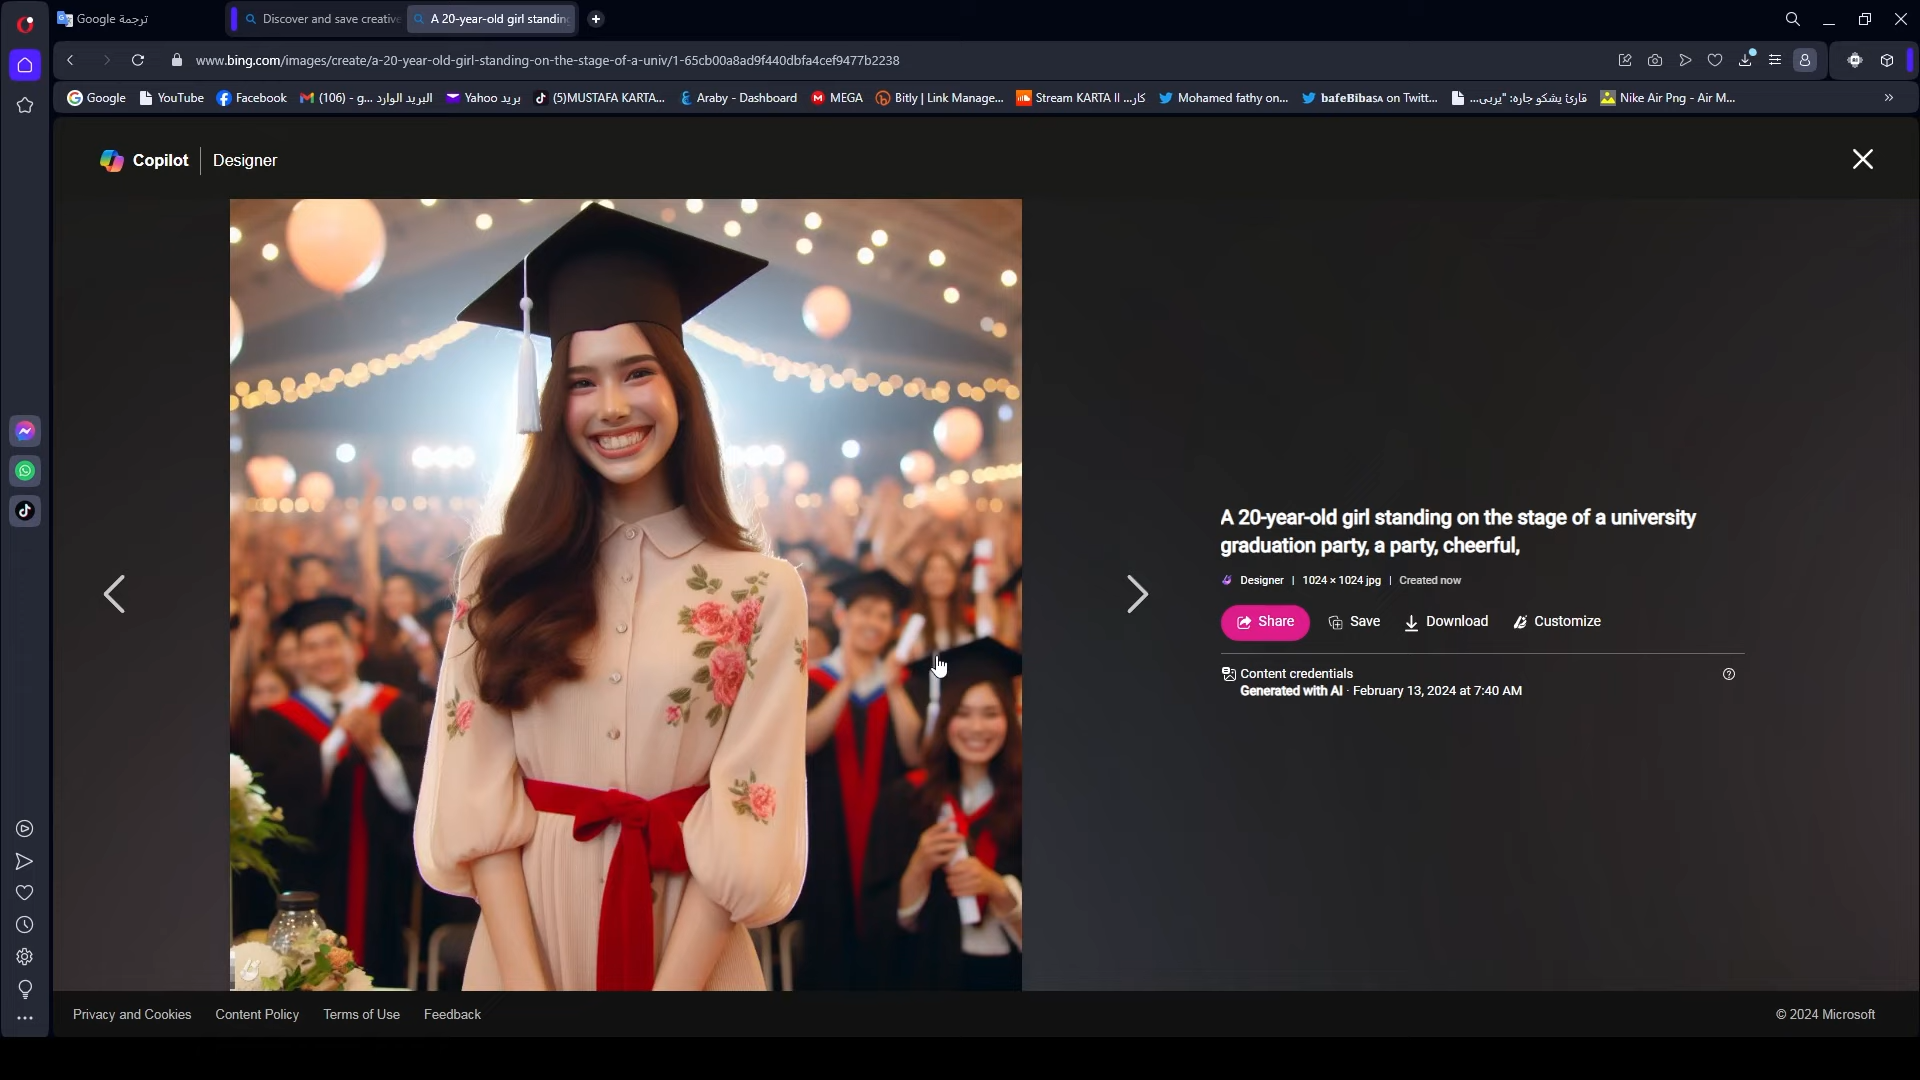 Google ترجمة
Discover and save creative
A 20-year-old girl standing
www.bing.com/images/create/a-20-year-old-girl-standing-on-the-stage-of-a-univ/1-65cb00a8ad9f440dbfa4cef9477b2238
Google
YouTube
Facebook
البريد الوارد (106) - g...
Yahoo بريد
(5)MUSTAFA KARTA...
Araby - Dashboard
MEGA
Bitly | Link Manage...
Stream KARTA II كار...
Mohamed fathy on...
bafeBibasᴀ on Twitt...
قارئ يشكو جاره: "يربى...
Nike Air Png - Air M...
Copilot | Designer
A 20-year-old girl standing on the stage of a university
graduation party, a party, cheerful,
Designer | 1024 × 1024 jpg | Created now
Share
Save
Download
Customize
Content credentials
Generated with AI · February 13, 2024 at 7:40 AM
Privacy and Cookies
Content Policy
Terms of Use
Feedback
© 2024 Microsoft